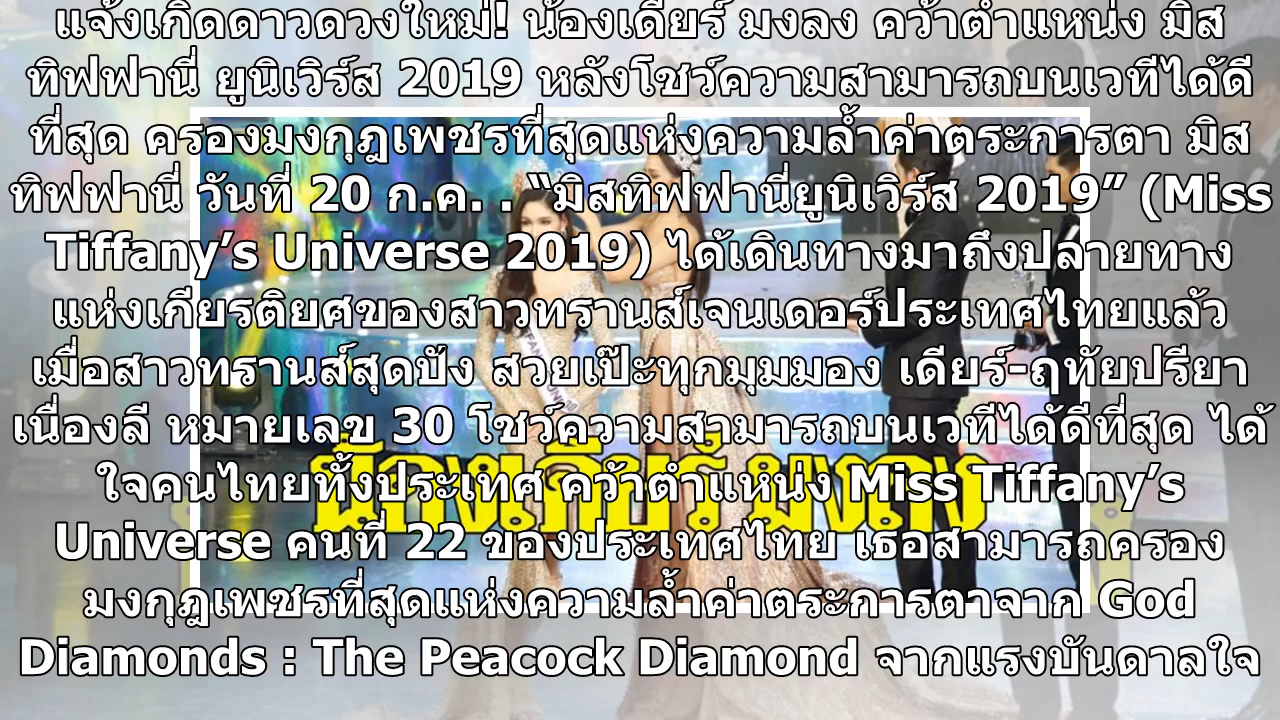 แจ้งเกิดดาวดวงใหม่! น้องเดียร์ มงลง คว้าตำแหน่ง มิส
ทิฟฟานี่ ยูนิเวิร์ส 2019 หลังโชว์ความสามารถบนเวทีได้ดี
ที่สุด ครองมงกุฎเพชรที่สุดแห่งความล้ำค่าตระการตา มิส
ทิฟฟานี่ วันที่ 20 ก.ค. . “มิสทิฟฟานี่ยูนิเวิร์ส 2019” (Miss
Tiffany’s Universe 2019) ได้เดินทางมาถึงปลายทาง
แห่งเกียรติยศของสาวทรานส์เจนเดอร์ประเทศไทยแล้ว
เมื่อสาวทรานส์สุดปัง สวยเป๊ะทุกมุมมอง เดียร์-ฤทัยปรียา
เนื่องลี หมายเลข 30 โชว์ความสามารถบนเวทีได้ดีที่สุด ได้
ใจคนไทยทั้งประเทศ คว้าตำแหน่ง Miss Tiffany’s
น้องเดียร์ มงลง
Universe คนที่ 22 ของประเทศไทย เธอสามารถครอง
มงกุฎเพชรที่สุดแห่งความล้ำค่าตระการตาจาก God
Diamonds : The Peacock Diamond จากแรงบันดาลใจ